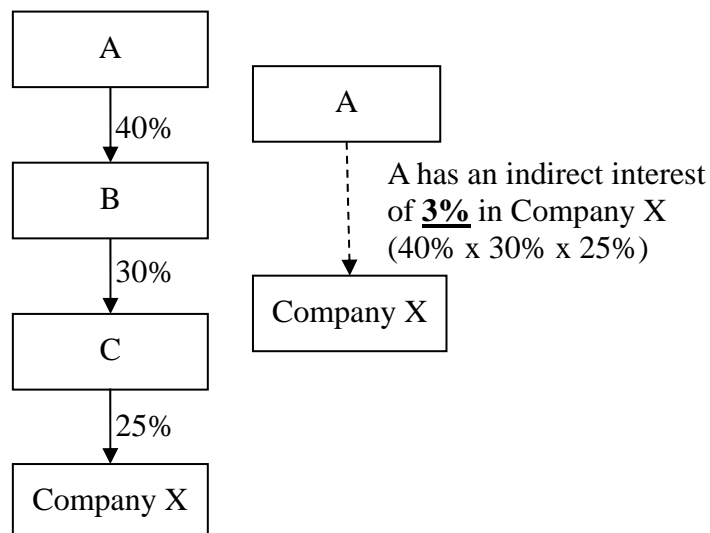 A
40%
B
30%
C
25%
Company X
A
A has an indirect interest
of 3% in Company X
(40% x 30% x 25%)
Company X